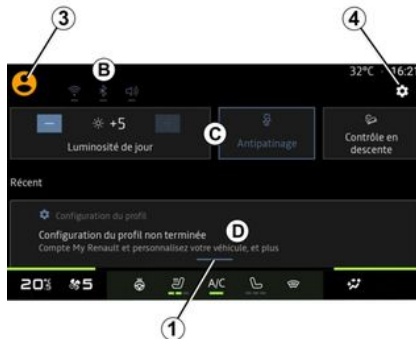 3
4
B
32°C 16:21
+5
C
Luminosité de jour
Antipatinage
Contrôle en
descente
Récent
Configuration du profil
Configuration du profil non terminée
D
Compte My Renault et personnalisez votre véhicule, et plus
20 5 A/C
1